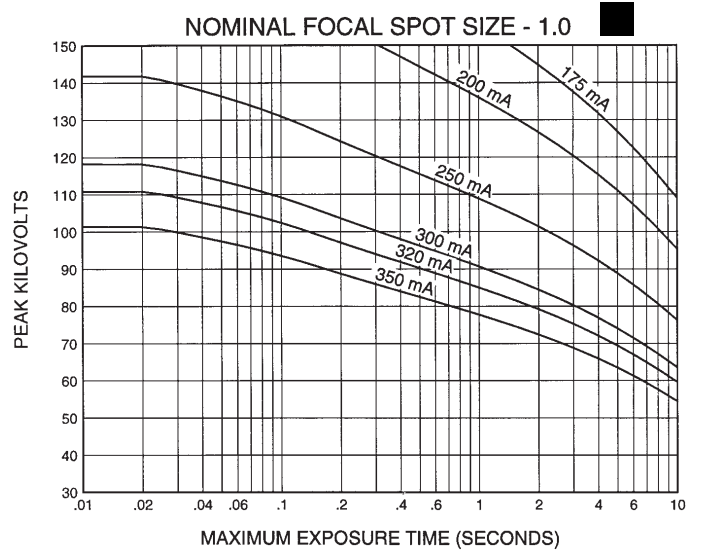 NOMINAL FOCAL SPOT SIZE - 1.0
150
140
130
120
110
100
90
80
70
60
50
40
30
PEAK KILOVOLTS
175 mA
200 mA
250 mA
300 mA
320 mA
350 mA
.01 .02 .04 .06 .1 .2 .4 .6 1 2 4 6 10
MAXIMUM EXPOSURE TIME (SECONDS)